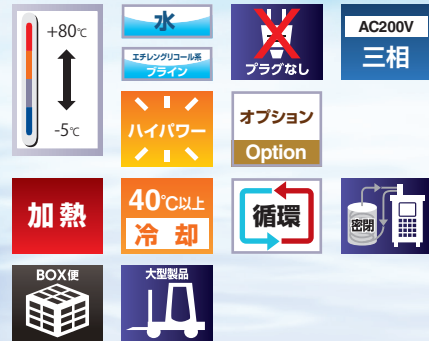 +80℃
-5℃
水
エチレングリコール系
ブライン
プラグなし
AC200V
三相
ハイパワー
オプション
Option
加熱
40℃以上
冷却
循環
密閉
BOX便
大型製品